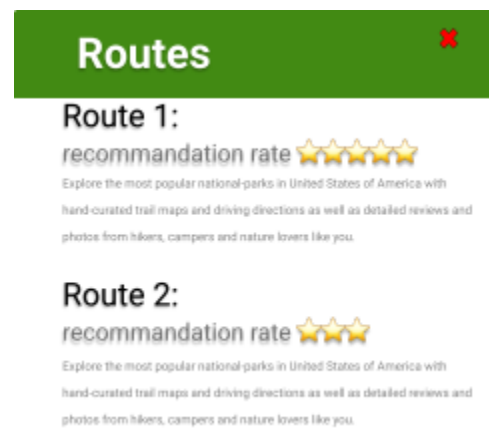 Routes
Route 1:
recommandation rate
Explore the most popular national-parks in United States of America with
hand-curated trail maps and driving directions as well as detailed reviews and
photos from hikers, campers and nature lovers like you.
Route 2:
recommandation rate
Explore the most popular national-parks in United States of America with
hand-curated trail maps and driving directions as well as detailed reviews and
photos from hikers, campers and nature lovers like you.